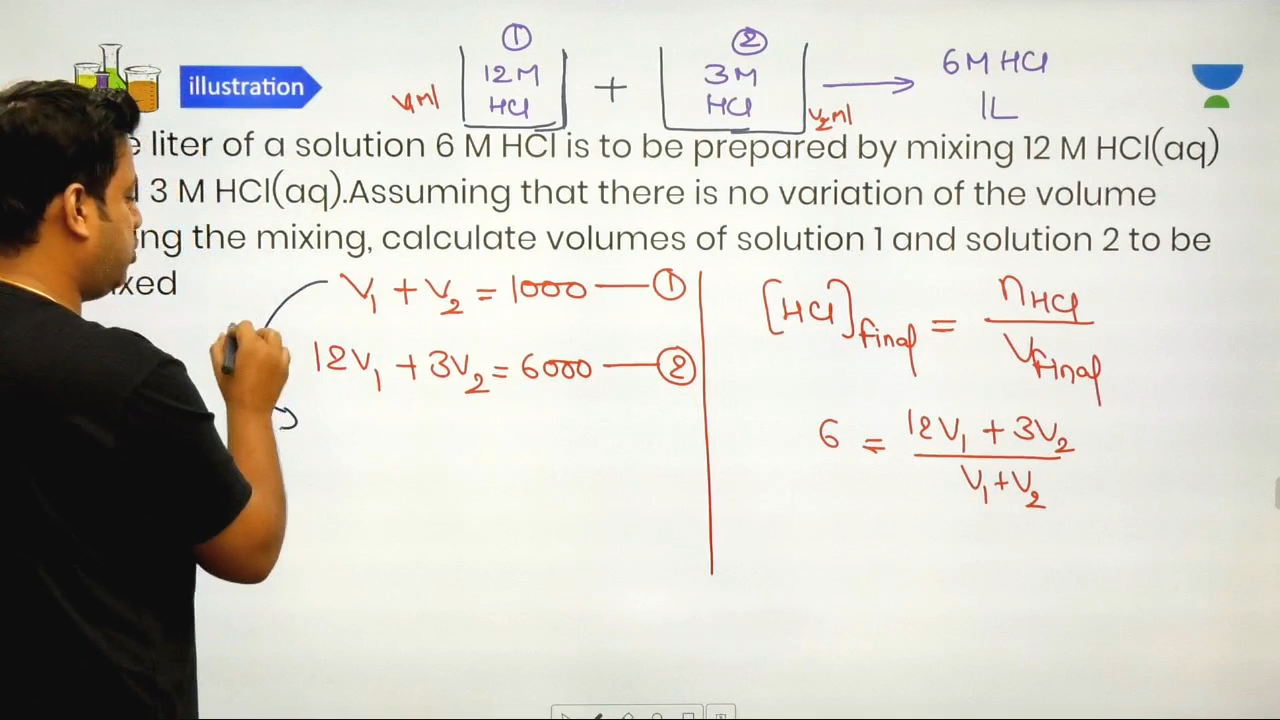 illustration
①
12M
HCl
V1ml
+
②
3M
HCl
V2ml
6M HCl
1L
liter of a solution 6 M HCl is to be prepared by mixing 12 M HCl(aq)
3 M HCl(aq).Assuming that there is no variation of the volume
the mixing, calculate volumes of solution 1 and solution 2 to be
V₁ + V₂ = 1000 — ①
12V₁ + 3V₂ = 6000 — ②
[HCl]final = nHCl / Vfinal
6 = 12V₁ + 3V₂ / V₁+V₂